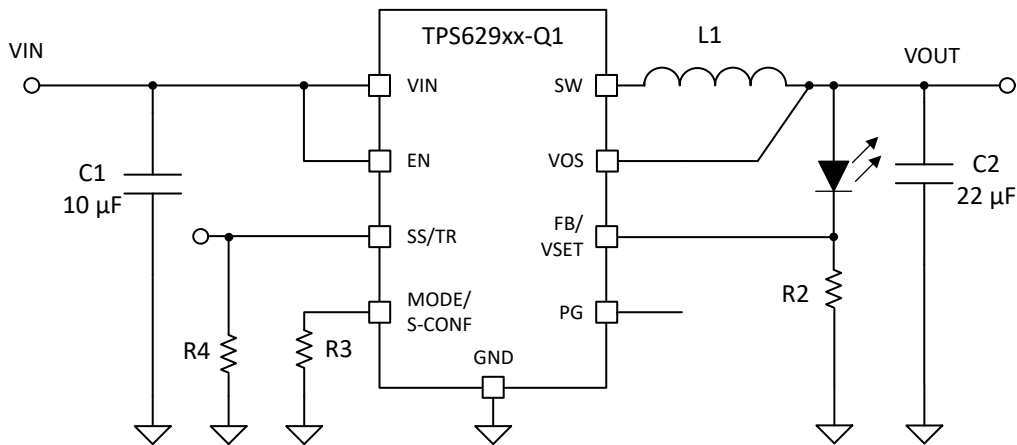 TPS629xx-Q1
L1
VIN
VOUT
VIN
SW
EN
VOS
C1
10 µF
C2
22 µF
SS/TR
FB/
VSET
R2
MODE/
S-CONF
PG
R4
R3
GND